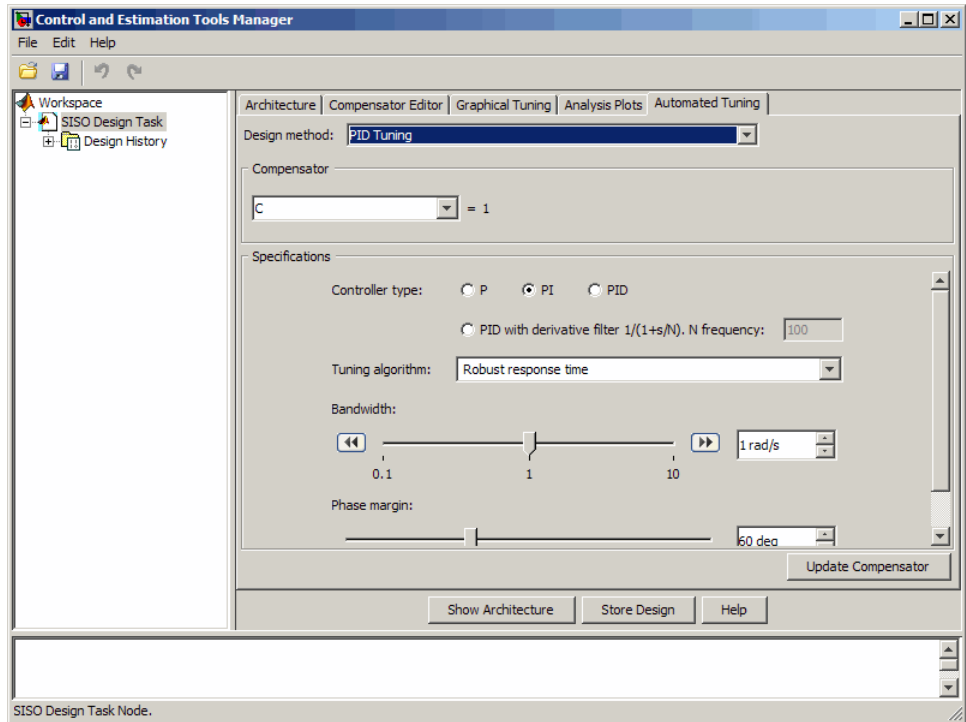 Control and Estimation Tools Manager
File Edit Help
Workspace
SISO Design Task
Design History
Architecture Compensator Editor Graphical Tuning Analysis Plots Automated Tuning
Design method: PID Tuning
Compensator
C = 1
Specifications
Controller type: P PI PID
PID with derivative filter 1/(1+s/N). N frequency: 100
Tuning algorithm: Robust response time
Bandwidth:
1 rad/s
0.1 1 10
Phase margin:
60 deg
Update Compensator
Show Architecture Store Design Help
SISO Design Task Node.